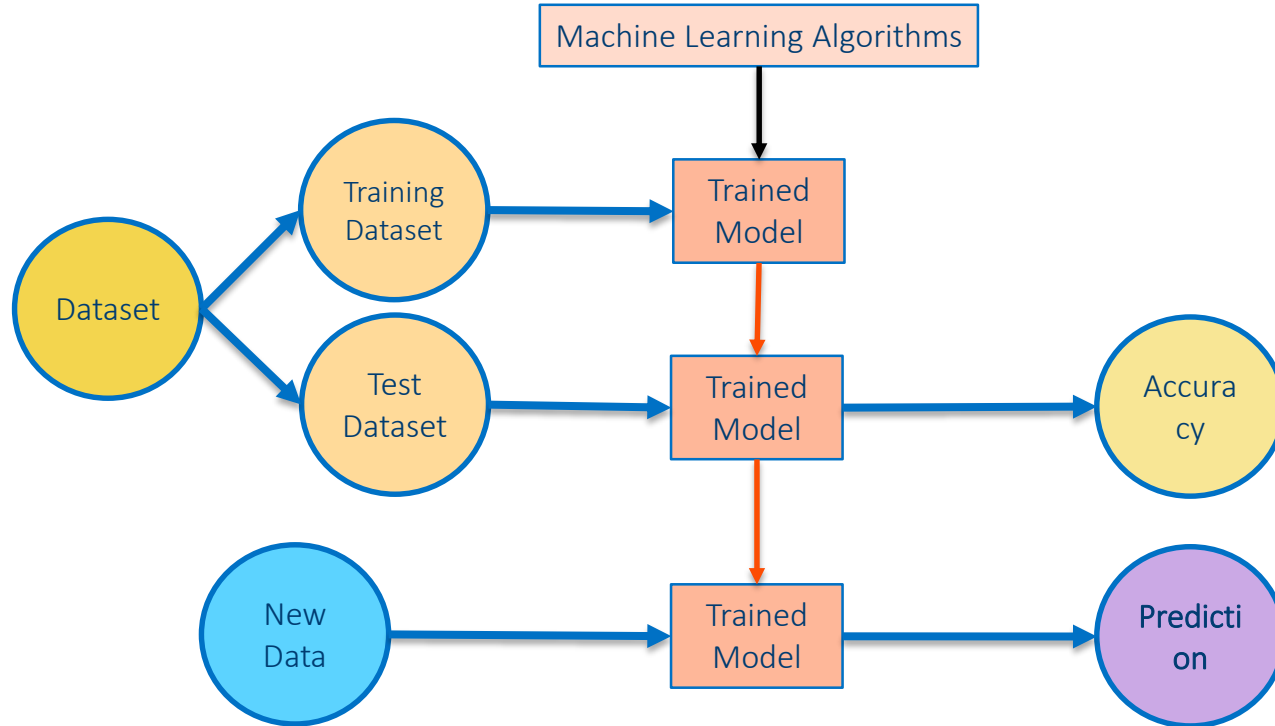 Machine Learning Algorithms
Training
Dataset
Trained
Model
Dataset
Test
Dataset
Trained
Model
Accura
cy
New
Data
Trained
Model
Predicti
on